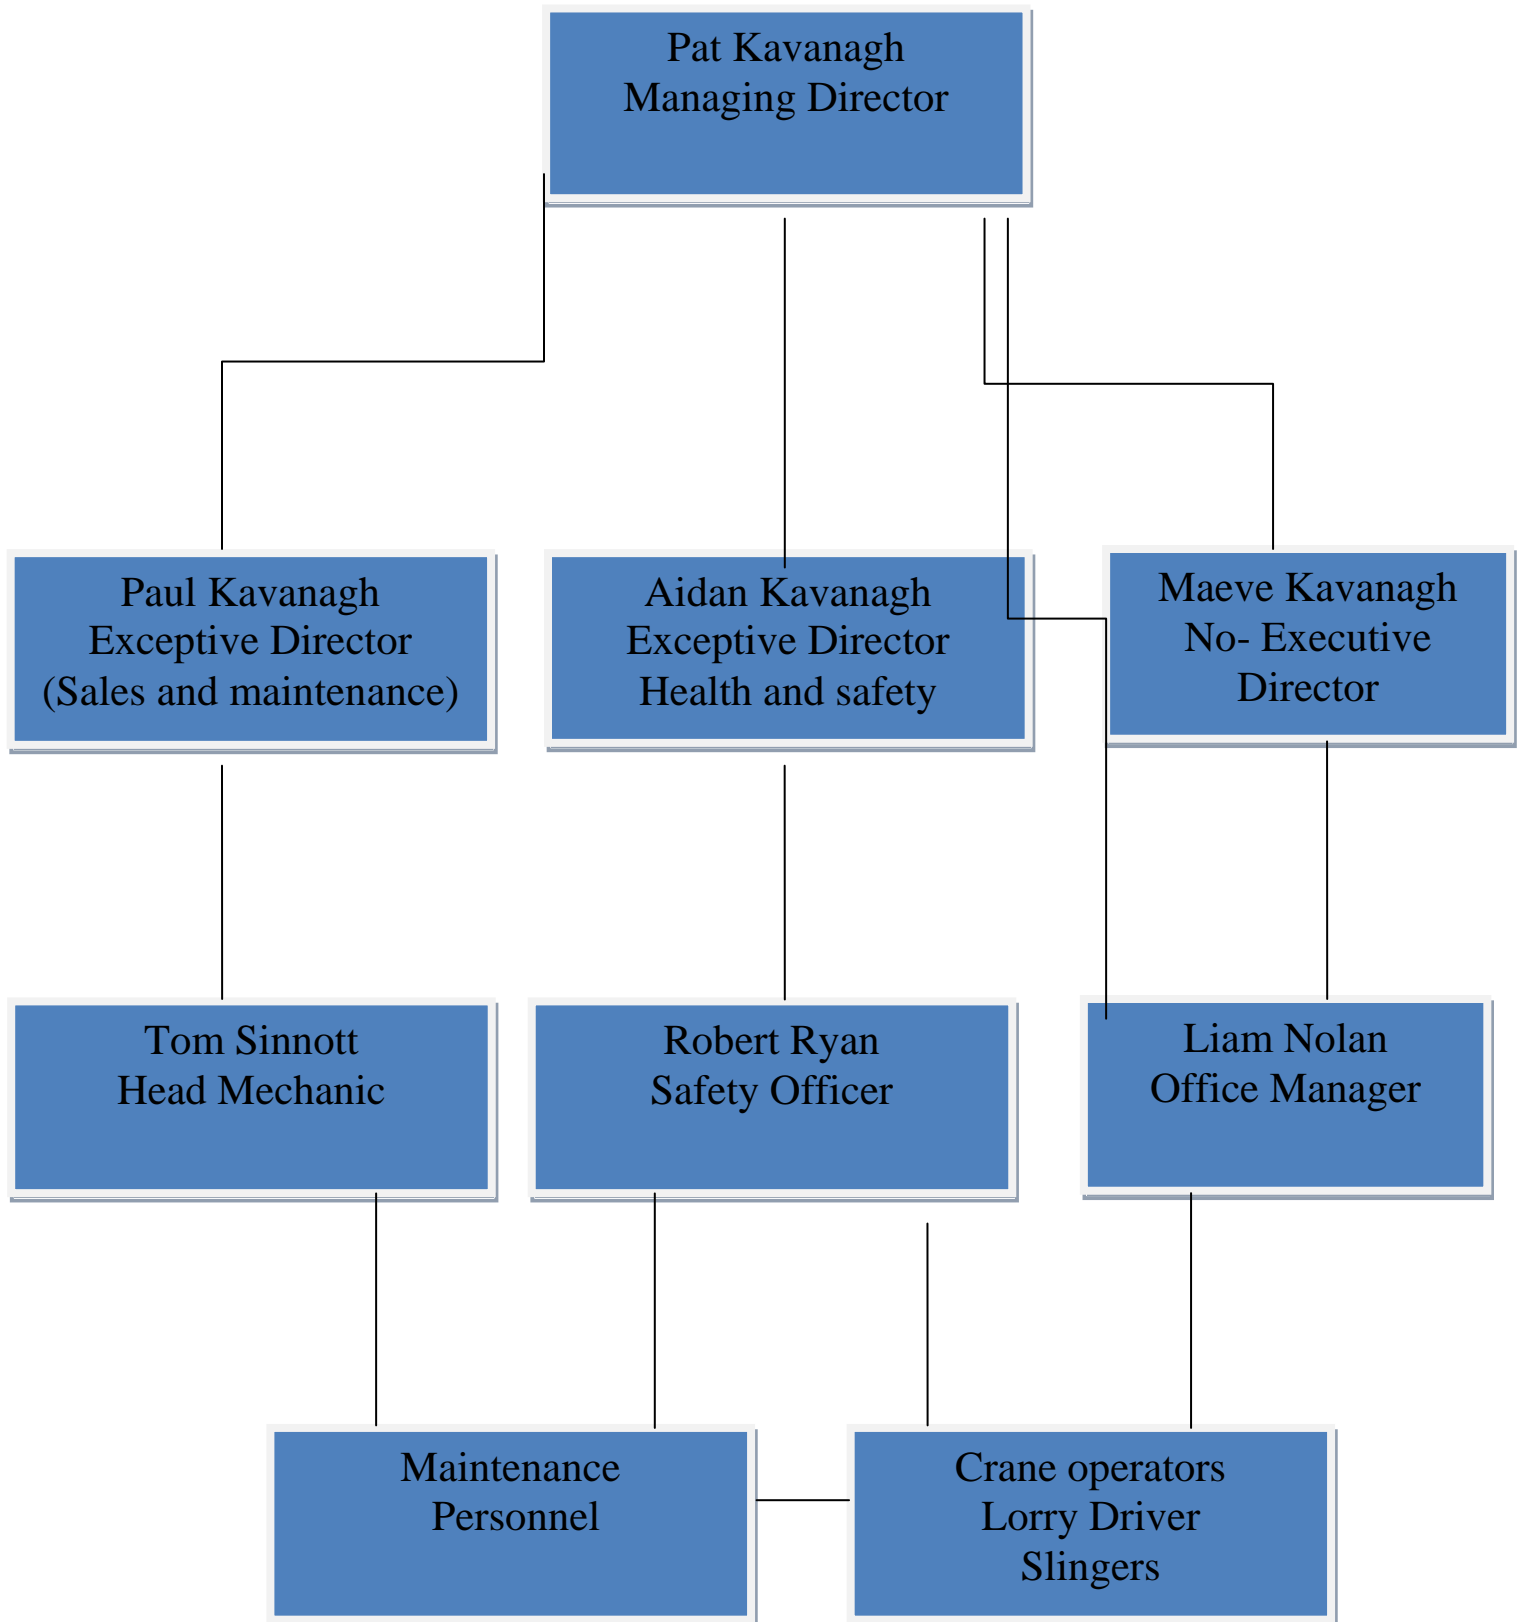 Pat Kavanagh
Managing Director
Paul Kavanagh
Exceptive Director
(Sales and maintenance)
Aidan Kavanagh
Exceptive Director
Health and safety
Maeve Kavanagh
No- Executive
Director
Tom Sinnott
Head Mechanic
Robert Ryan
Safety Officer
Liam Nolan
Office Manager
Maintenance
Personnel
Crane operators
Lorry Driver
Slingers